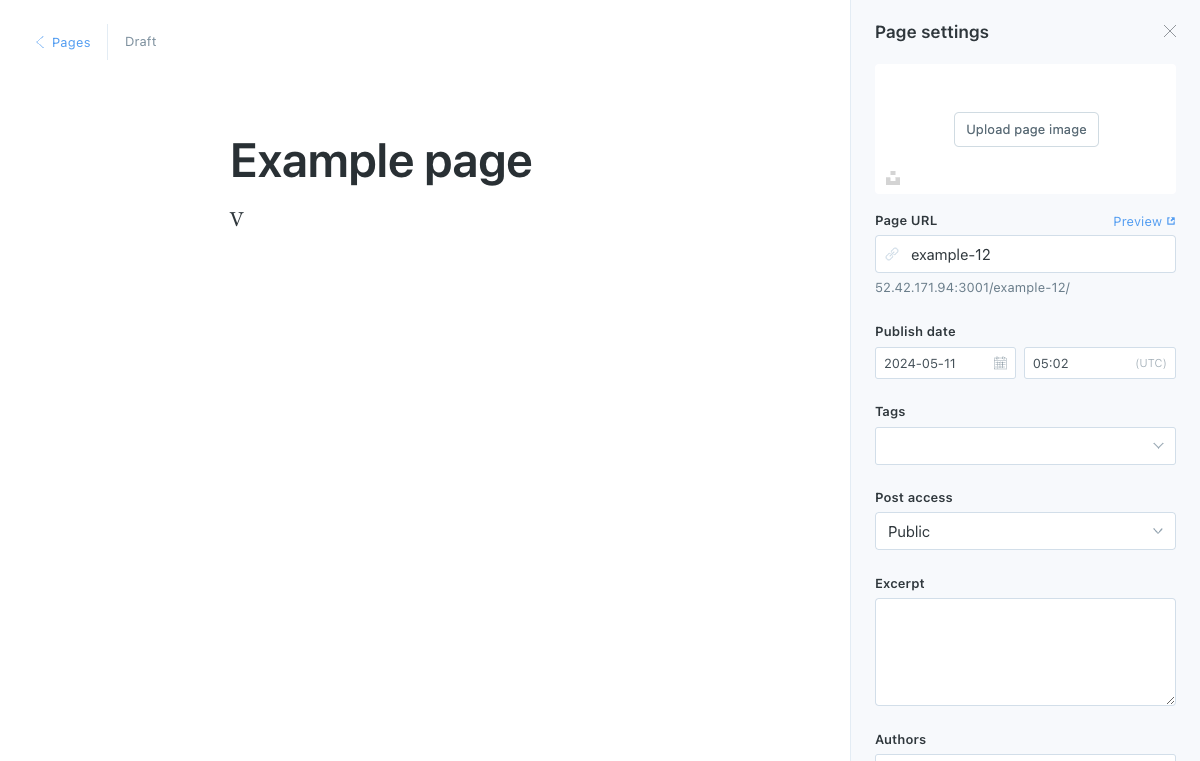 Pages
Draft
Example page
V
Page settings
Upload page image
Page URL
Preview
example-12
52.42.171.94:3001/example-12/
Publish date
2024-05-11
05:02
(UTC)
Tags
Post access
Public
Excerpt
Authors